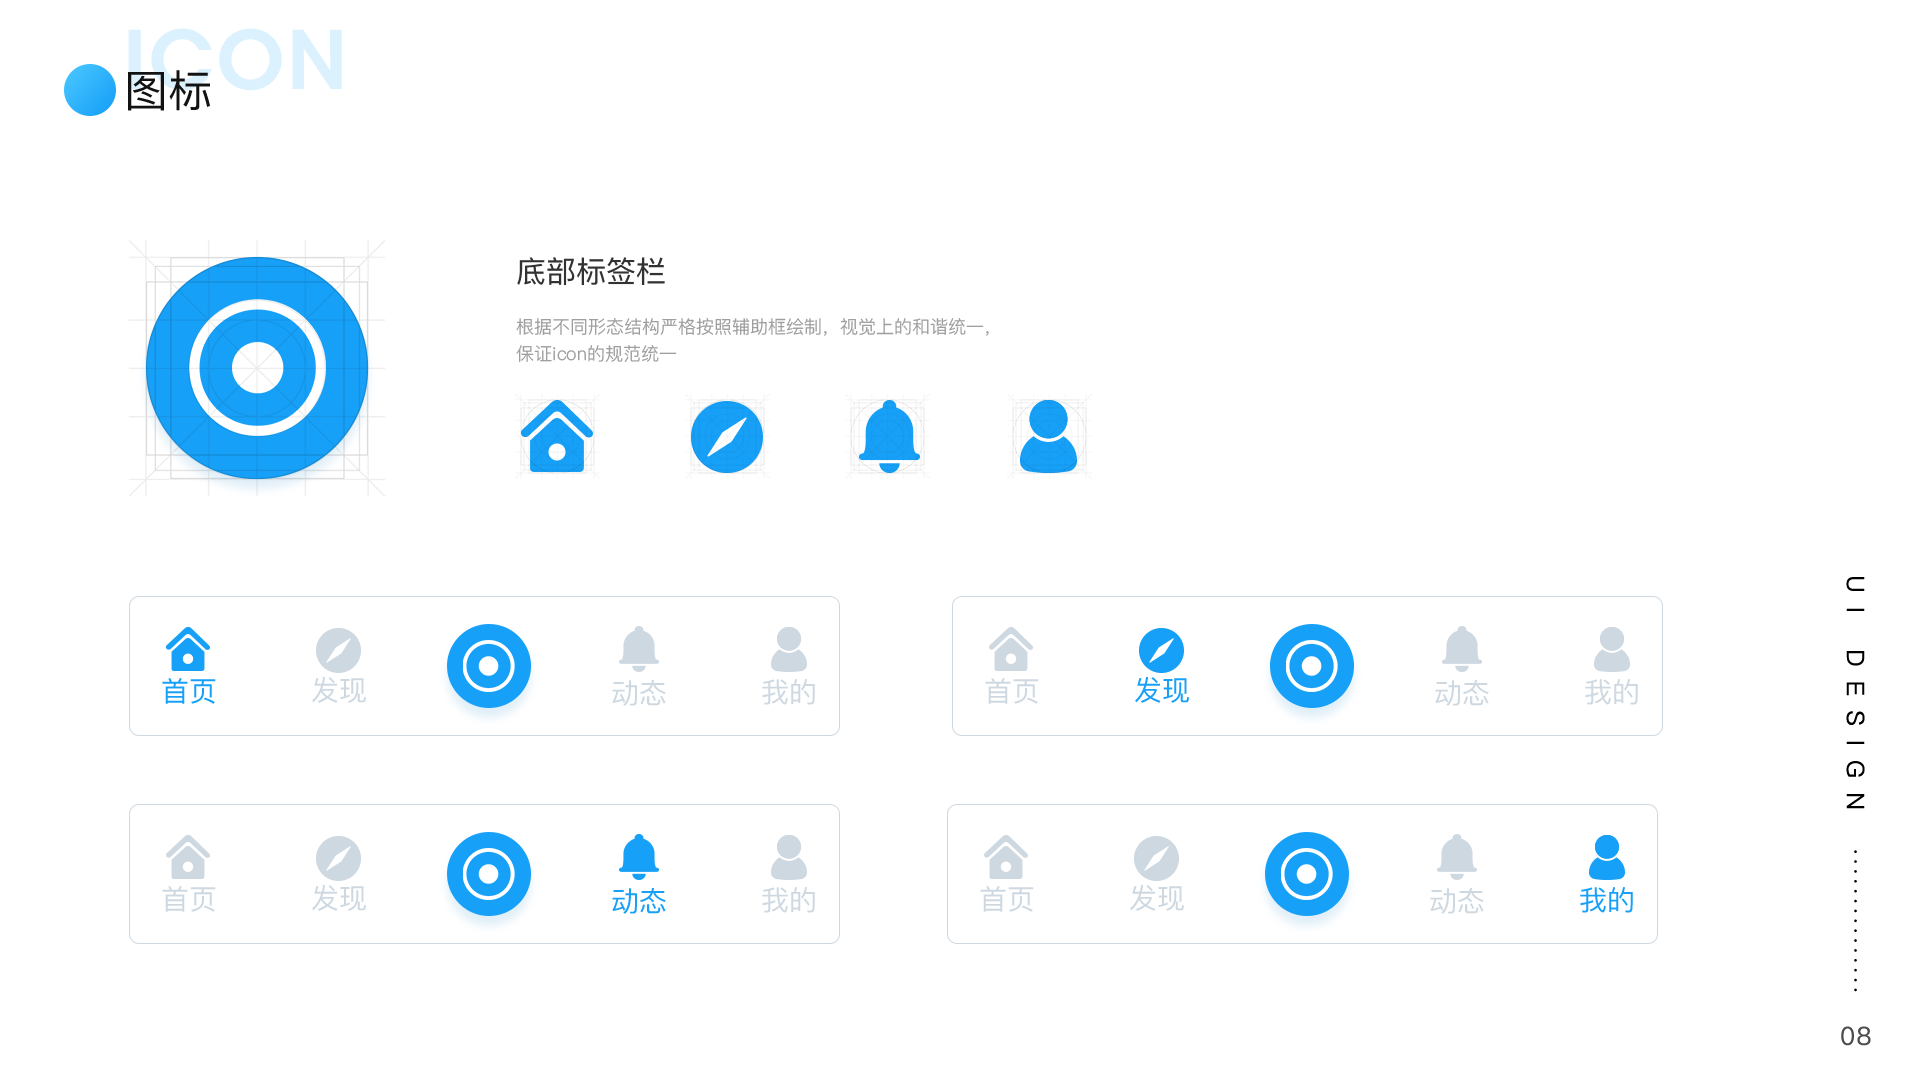 ICON
图标
底部标签栏
根据不同形态结构严格按照辅助框绘制，视觉上的和谐统一，
保证icon的规范统一
首页 发现 动态 我的
首页 发现 动态 我的
首页 发现 动态 我的
首页 发现 动态 我的
UI DESIGN
08